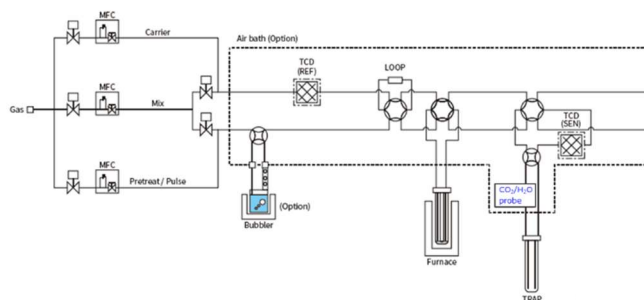 MFC
Carrier
Air bath (Option)
TCD
(REF)
LOOP
MFC
Gas
Mix
TCD
(SEN)
MFC
Pretreat / Pulse
CO₂/H₂O
probe
(Option)
Bubbler
Furnace
TRAP